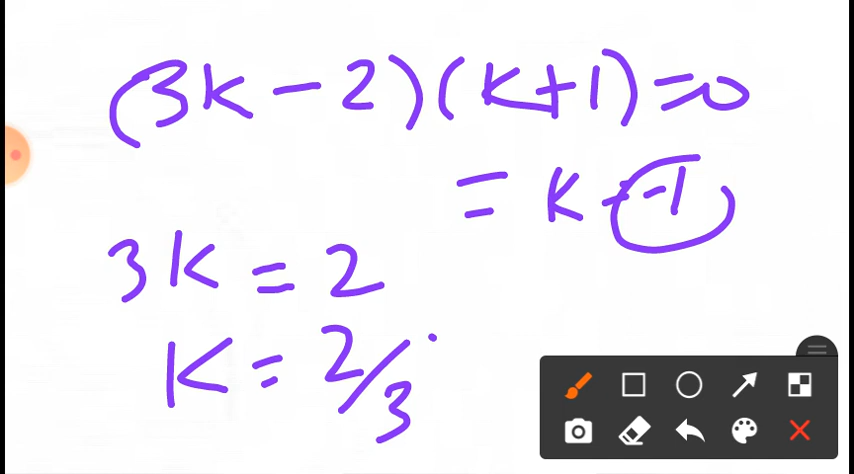 (3k-2)(k+1)=0
= k=-1
3k = 2
k = 2/3